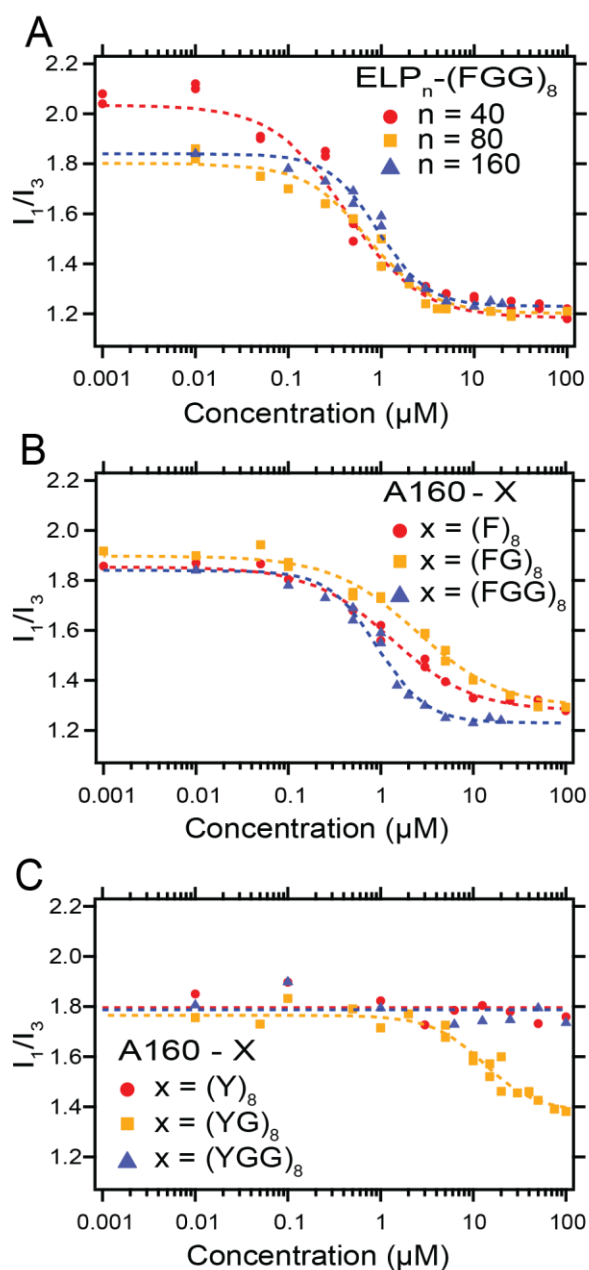 A
ELPₙ-(FGG)₈
n = 40
n = 80
n = 160
2.2
2.0
1.8
1.6
1.4
1.2
I₁/I₃
0.001 0.01 0.1 1 10 100
Concentration (µM)
B
A160 - X
x = (F)₈
x = (FG)₈
x = (FGG)₈
2.2
2.0
1.8
1.6
1.4
1.2
I₁/I₃
0.001 0.01 0.1 1 10 100
Concentration (µM)
C
2.2
2.0
1.8
1.6
1.4
1.2
I₁/I₃
A160 - X
x = (Y)₈
x = (YG)₈
x = (YGG)₈
0.001 0.01 0.1 1 10 100
Concentration (µM)